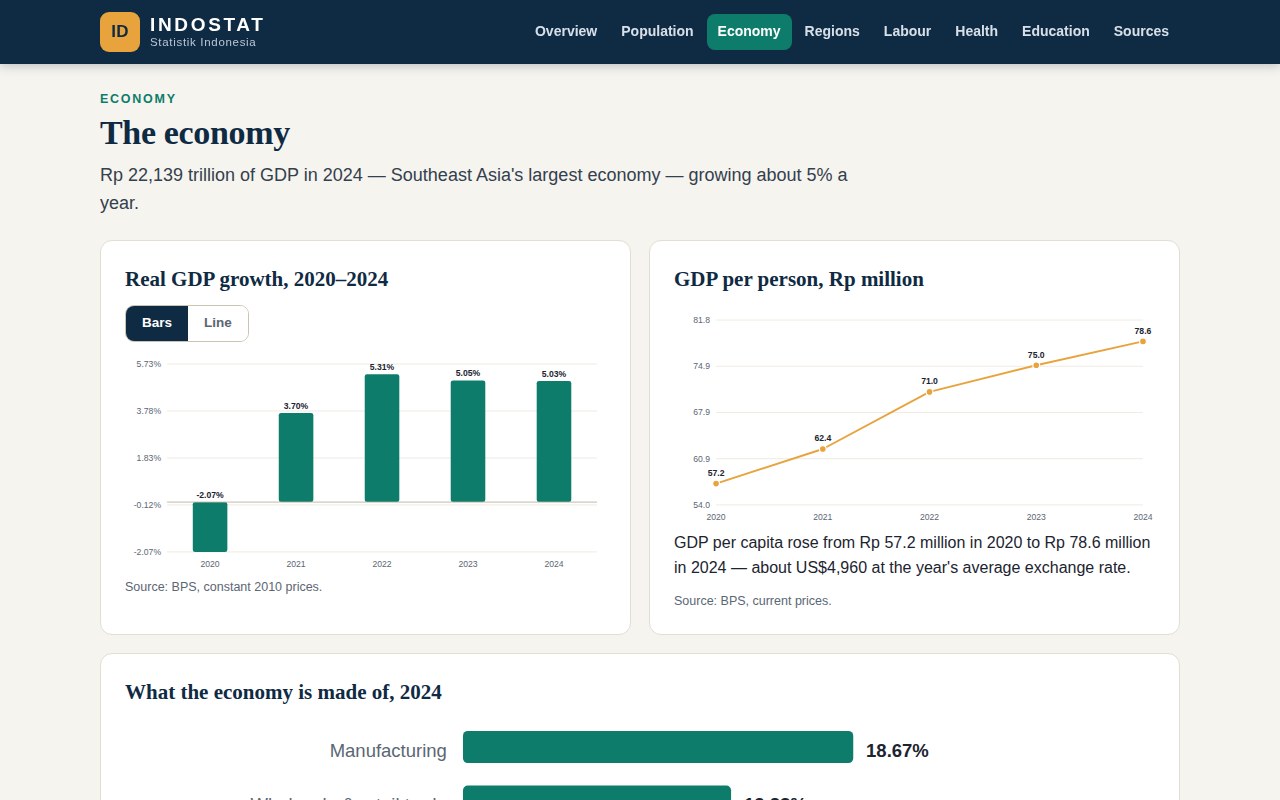 ID
INDOSTAT
Statistik Indonesia
Overview
Population
Economy
Regions
Labour
Health
Education
Sources
ECONOMY
The economy
Rp 22,139 trillion of GDP in 2024 — Southeast Asia's largest economy — growing about 5% a
year.
Real GDP growth, 2020–2024
Bars
Line
5.73%
3.78%
1.83%
-0.12%
-2.07%
-2.07%
3.70%
5.31%
5.05%
5.03%
2020
2021
2022
2023
2024
Source: BPS, constant 2010 prices.
GDP per person, Rp million
81.8
74.9
67.9
60.9
54.0
57.2
62.4
71.0
75.0
78.6
2020
2021
2022
2023
2024
GDP per capita rose from Rp 57.2 million in 2020 to Rp 78.6 million
in 2024 — about US$4,960 at the year's average exchange rate.
Source: BPS, current prices.
What the economy is made of, 2024
Manufacturing
18.67%